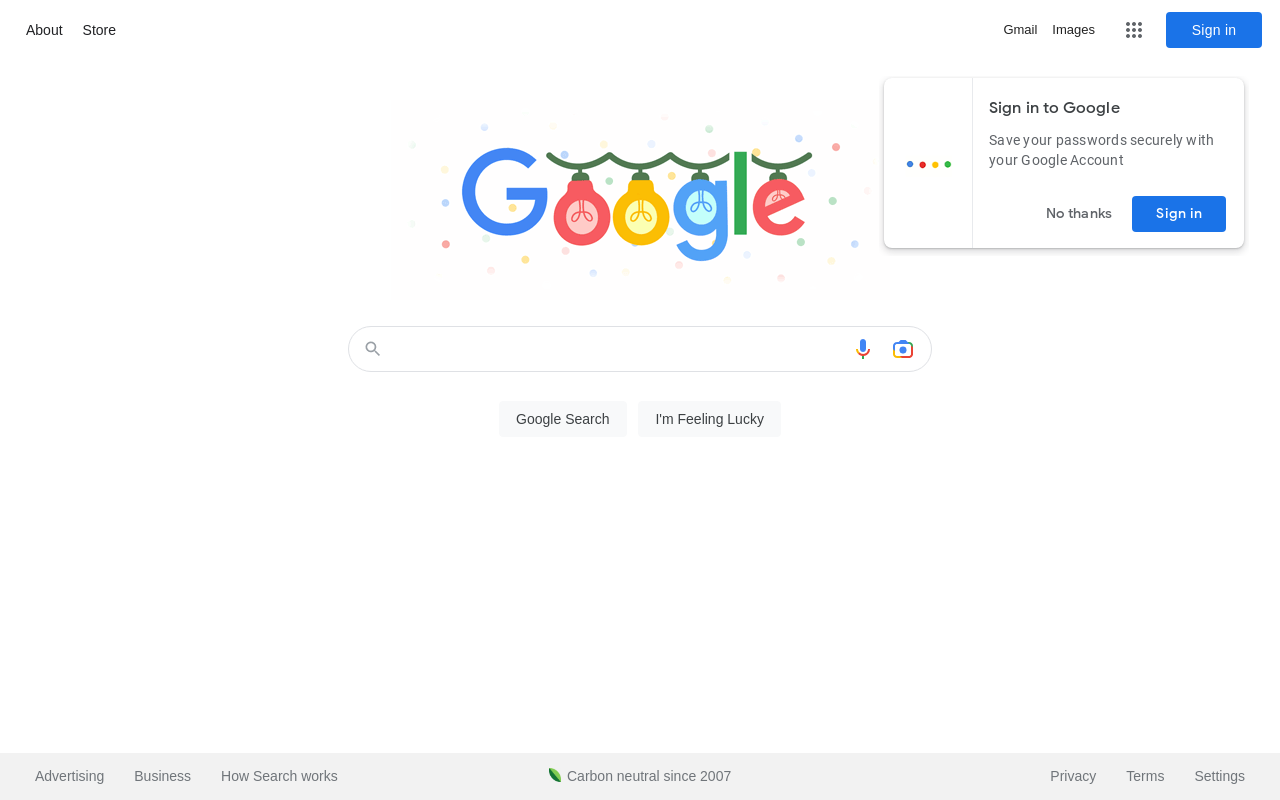 About Store
Gmail Images
Sign in
Google
Sign in to Google
Save your passwords securely with
your Google Account
No thanks Sign in
Google Search I'm Feeling Lucky
Advertising Business How Search works
Carbon neutral since 2007
Privacy Terms Settings